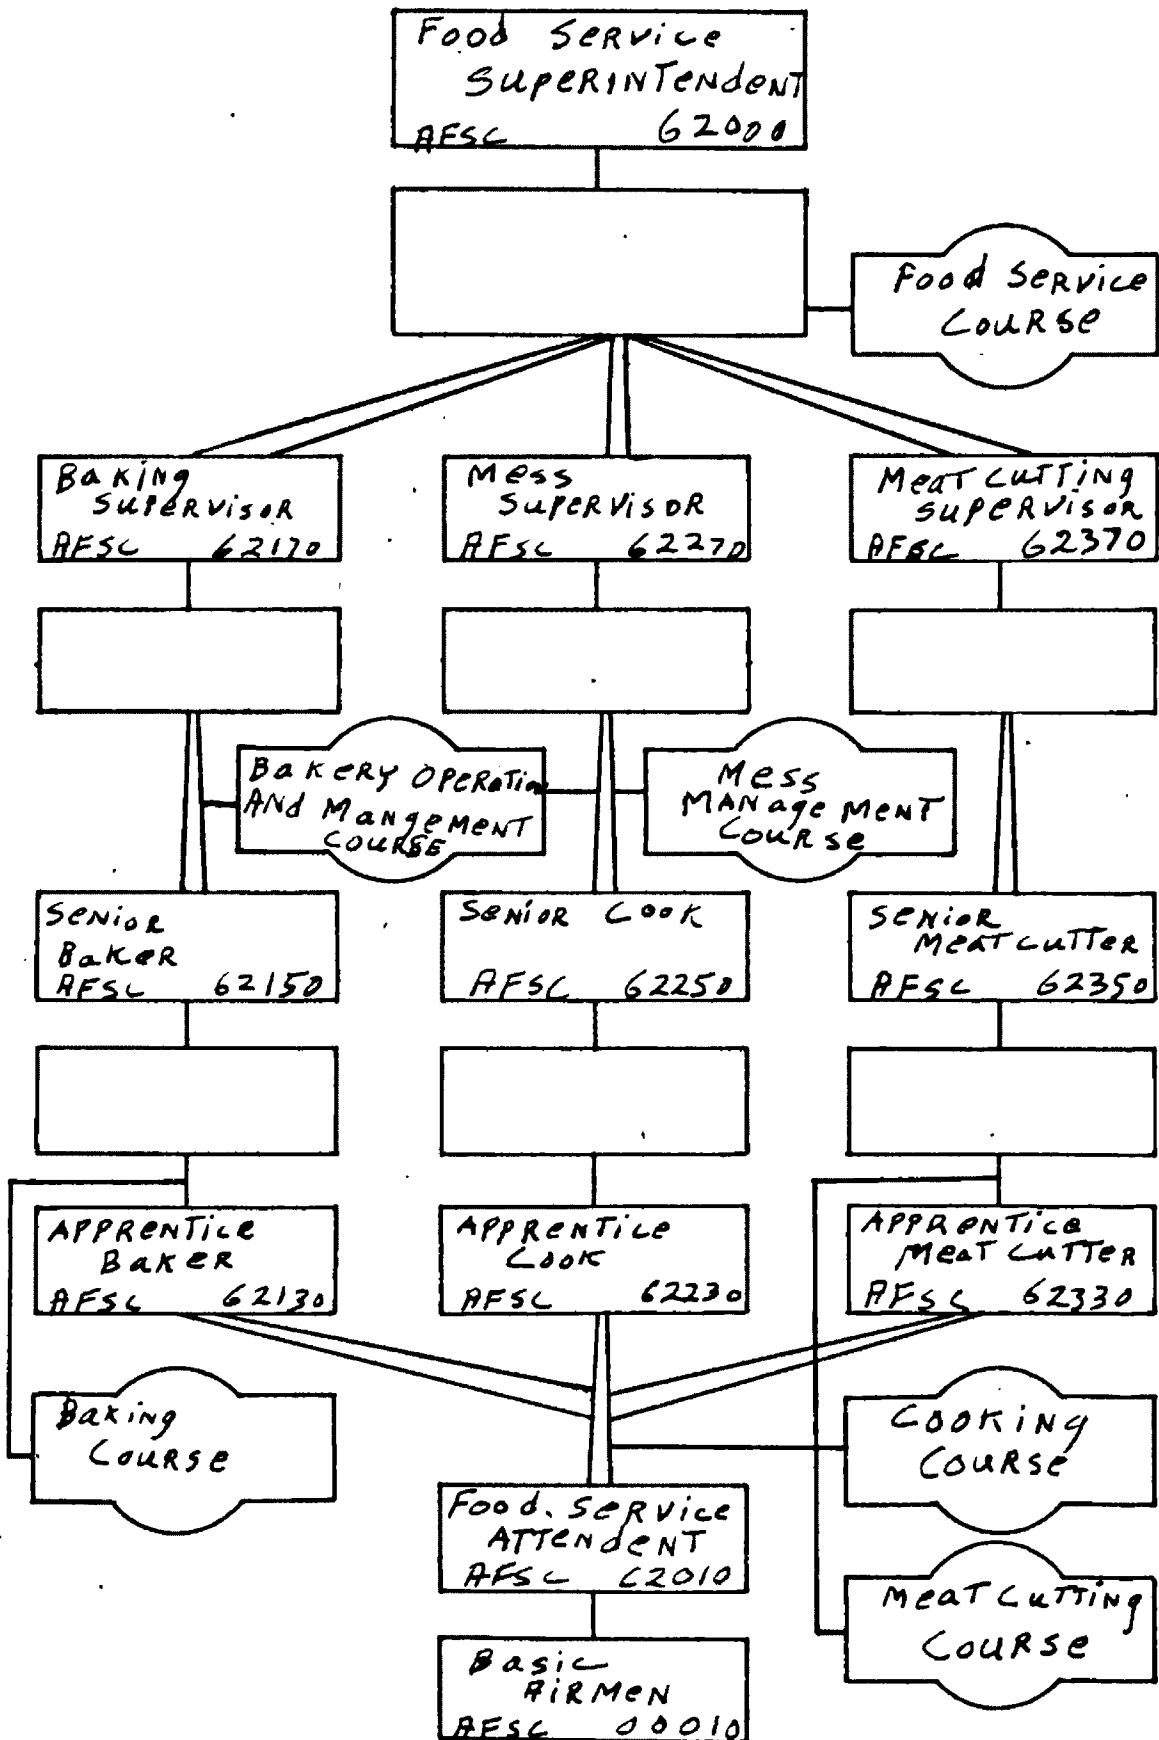 Food Service
Superintendent
AFSC 62000
Food Service
Course
Baking
Supervisor
AFSC 62170
Mess
Supervisor
AFSC 62270
Meat Cutting
Supervisor
AFSC 62370
Bakery Operation
And Mangement
Course
Mess
Management
Course
Senior
Baker
AFSC 62150
Senior Cook
AFSC 62250
Senior
Meat Cutter
AFSC 62350
Apprentice
Baker
AFSC 62130
Apprentice
Cook
AFSC 62230
Apprentice
Meat Cutter
AFSC 62330
Baking
Course
Cooking
Course
Food Service
Attendent
AFSC 62010
Meat Cutting
Course
Basic
Airmen
AFSC 00010